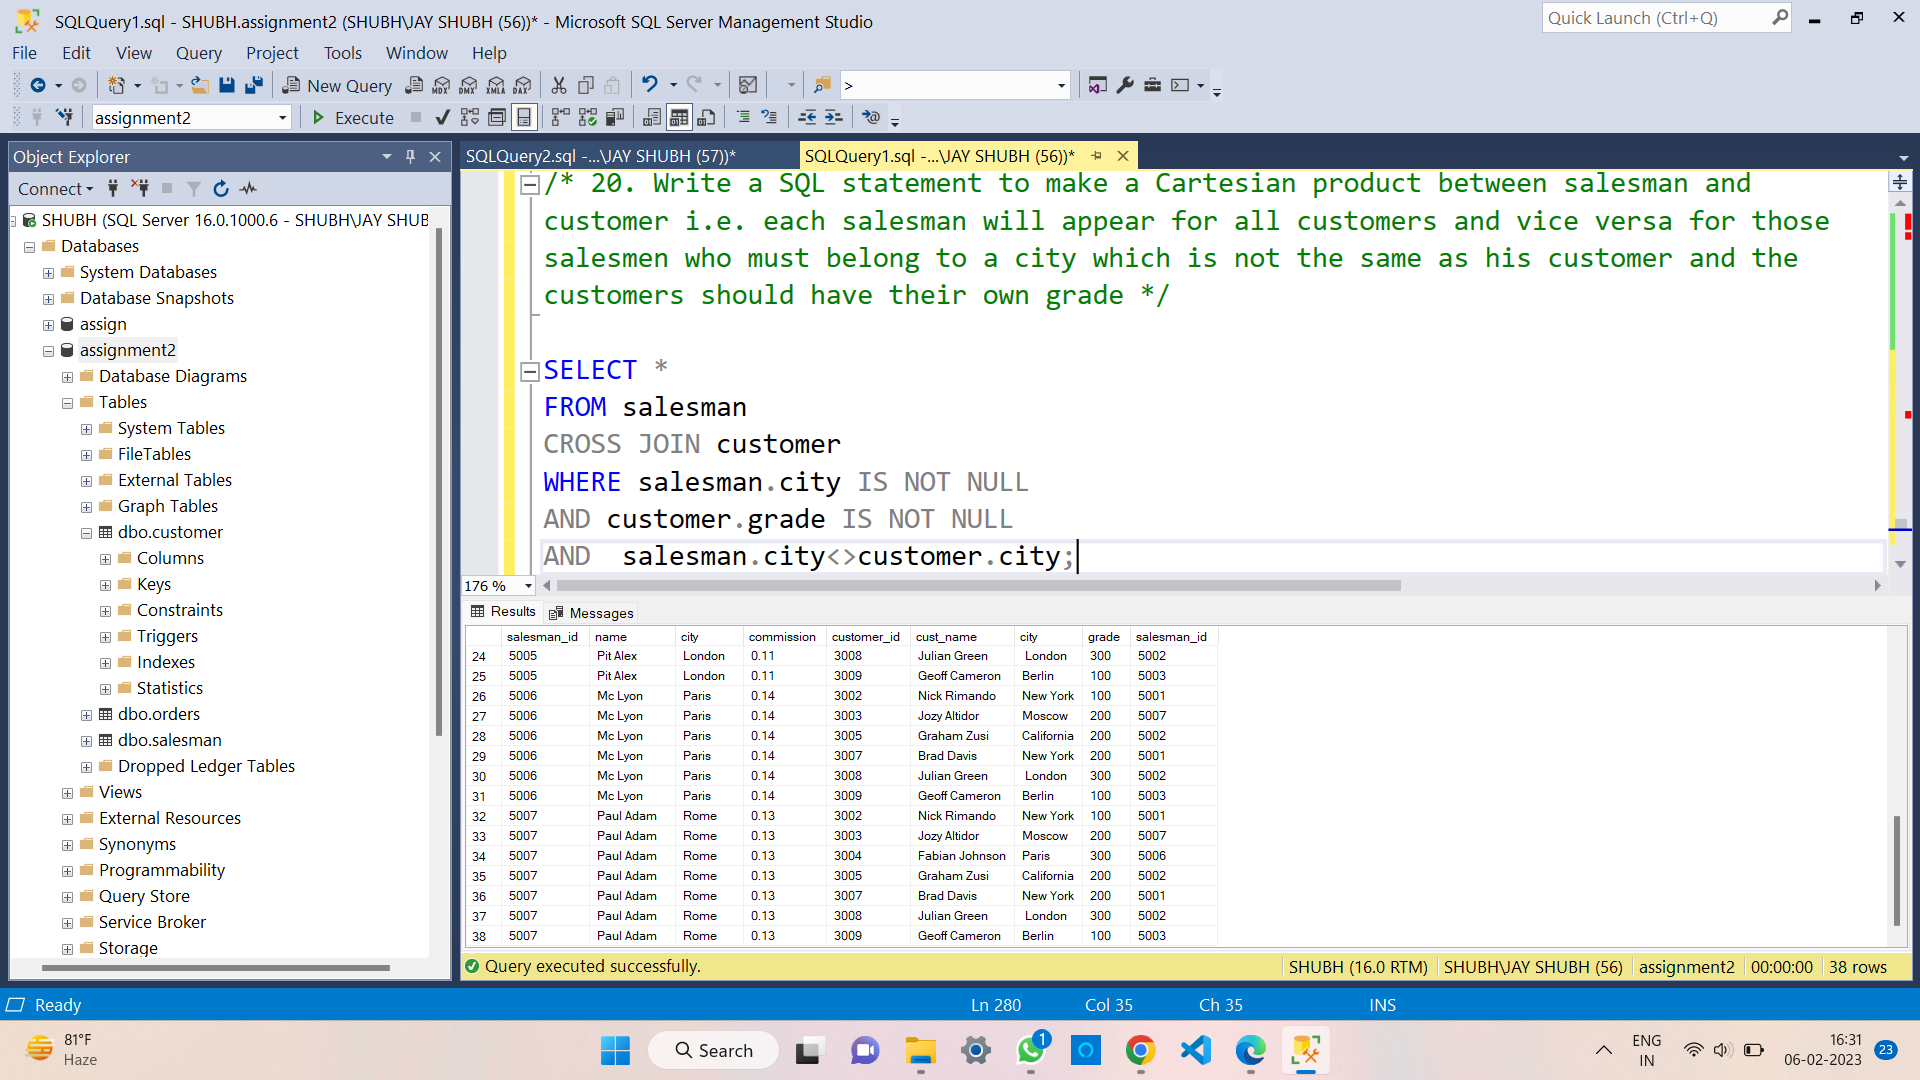 SQLQuery1.sql - SHUBH.assignment2 (SHUBH\JAY SHUBH (56))* - Microsoft SQL Server Management Studio
Quick Launch (Ctrl+Q)
File Edit View Query Project Tools Window Help
New Query MDX DMX XMLA DAX >
assignment2 Execute
Object Explorer
Connect
SHUBH (SQL Server 16.0.1000.6 - SHUBH\JAY SHUB
Databases
System Databases
Database Snapshots
assign
assignment2
Database Diagrams
Tables
System Tables
FileTables
External Tables
Graph Tables
dbo.customer
Columns
Keys
Constraints
Triggers
Indexes
Statistics
dbo.orders
dbo.salesman
Dropped Ledger Tables
Views
External Resources
Synonyms
Programmability
Query Store
Service Broker
Storage
SQLQuery2.sql -...\JAY SHUBH (57))*
SQLQuery1.sql -...\JAY SHUBH (56))*
/* 20. Write a SQL statement to make a Cartesian product between salesman and
customer i.e. each salesman will appear for all customers and vice versa for those
salesmen who must belong to a city which is not the same as his customer and the
customers should have their own grade */
SELECT *
FROM salesman
CROSS JOIN customer
WHERE salesman.city IS NOT NULL
AND customer.grade IS NOT NULL
AND  salesman.city<>customer.city;
176 %
Results Messages
salesman_id name city commission customer_id cust_name city grade salesman_id
24 5005 Pit Alex London 0.11 3008 Julian Green London 300 5002
25 5005 Pit Alex London 0.11 3009 Geoff Cameron Berlin 100 5003
26 5006 Mc Lyon Paris 0.14 3002 Nick Rimando New York 100 5001
27 5006 Mc Lyon Paris 0.14 3003 Jozy Altidor Moscow 200 5007
28 5006 Mc Lyon Paris 0.14 3005 Graham Zusi California 200 5002
29 5006 Mc Lyon Paris 0.14 3007 Brad Davis New York 200 5001
30 5006 Mc Lyon Paris 0.14 3008 Julian Green London 300 5002
31 5006 Mc Lyon Paris 0.14 3009 Geoff Cameron Berlin 100 5003
32 5007 Paul Adam Rome 0.13 3002 Nick Rimando New York 100 5001
33 5007 Paul Adam Rome 0.13 3003 Jozy Altidor Moscow 200 5007
34 5007 Paul Adam Rome 0.13 3004 Fabian Johnson Paris 300 5006
35 5007 Paul Adam Rome 0.13 3005 Graham Zusi California 200 5002
36 5007 Paul Adam Rome 0.13 3007 Brad Davis New York 200 5001
37 5007 Paul Adam Rome 0.13 3008 Julian Green London 300 5002
38 5007 Paul Adam Rome 0.13 3009 Geoff Cameron Berlin 100 5003
Query executed successfully. SHUBH (16.0 RTM) SHUBH\JAY SHUBH (56) assignment2 00:00:00 38 rows
Ready Ln 280 Col 35 Ch 35 INS
81°F
Haze
Search
1
ENG
IN
16:31
06-02-2023
23